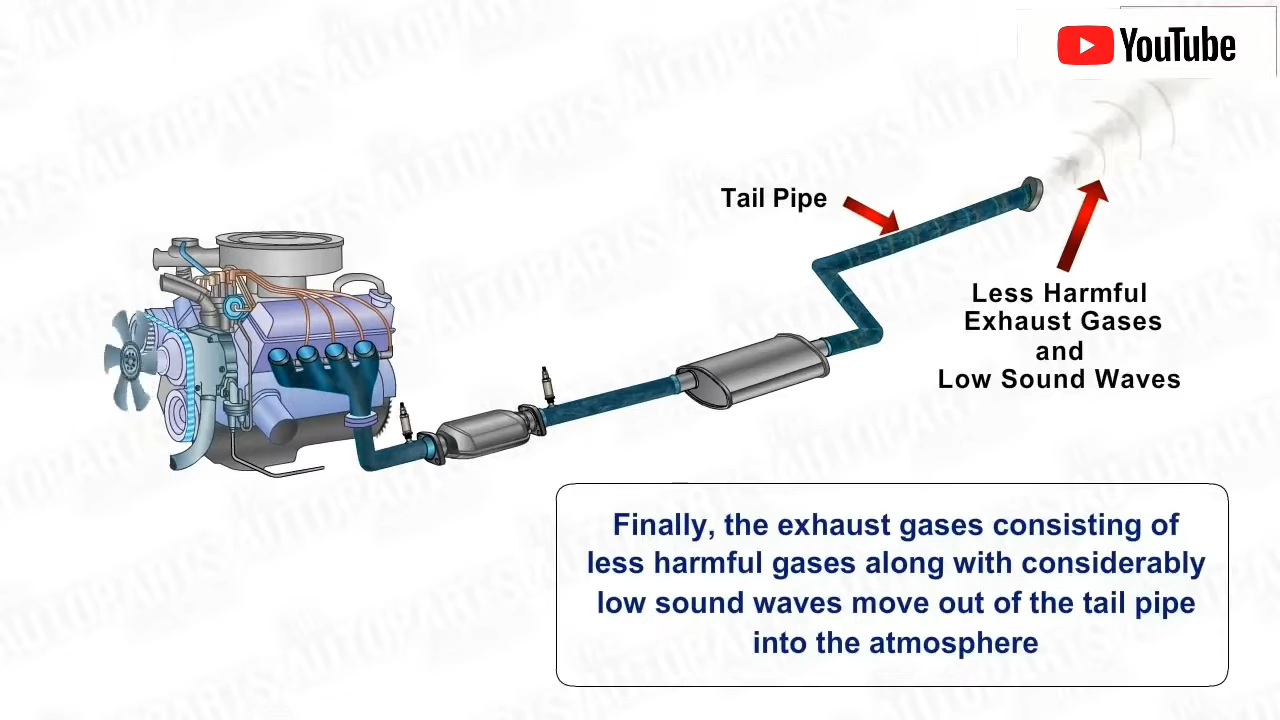 YouTube
Tail Pipe
Less Harmful
Exhaust Gases
and
Low Sound Waves
Finally, the exhaust gases consisting of
less harmful gases along with considerably
low sound waves move out of the tail pipe
into the atmosphere